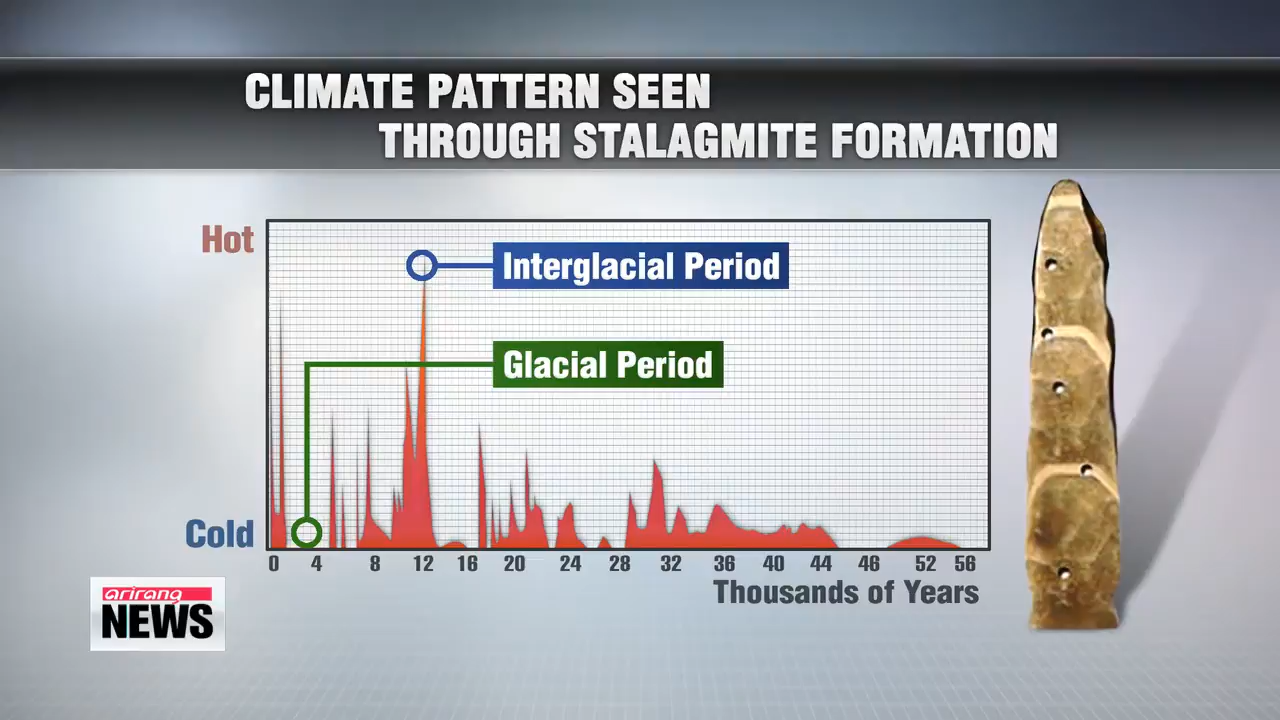 CLIMATE PATTERN SEEN
THROUGH STALAGMITE FORMATION
Hot
Interglacial Period
Glacial Period
Cold
0 4 8 12 16 20 24 28 32 36 40 44 46 52 56
Thousands of Years
arirang
NEWS